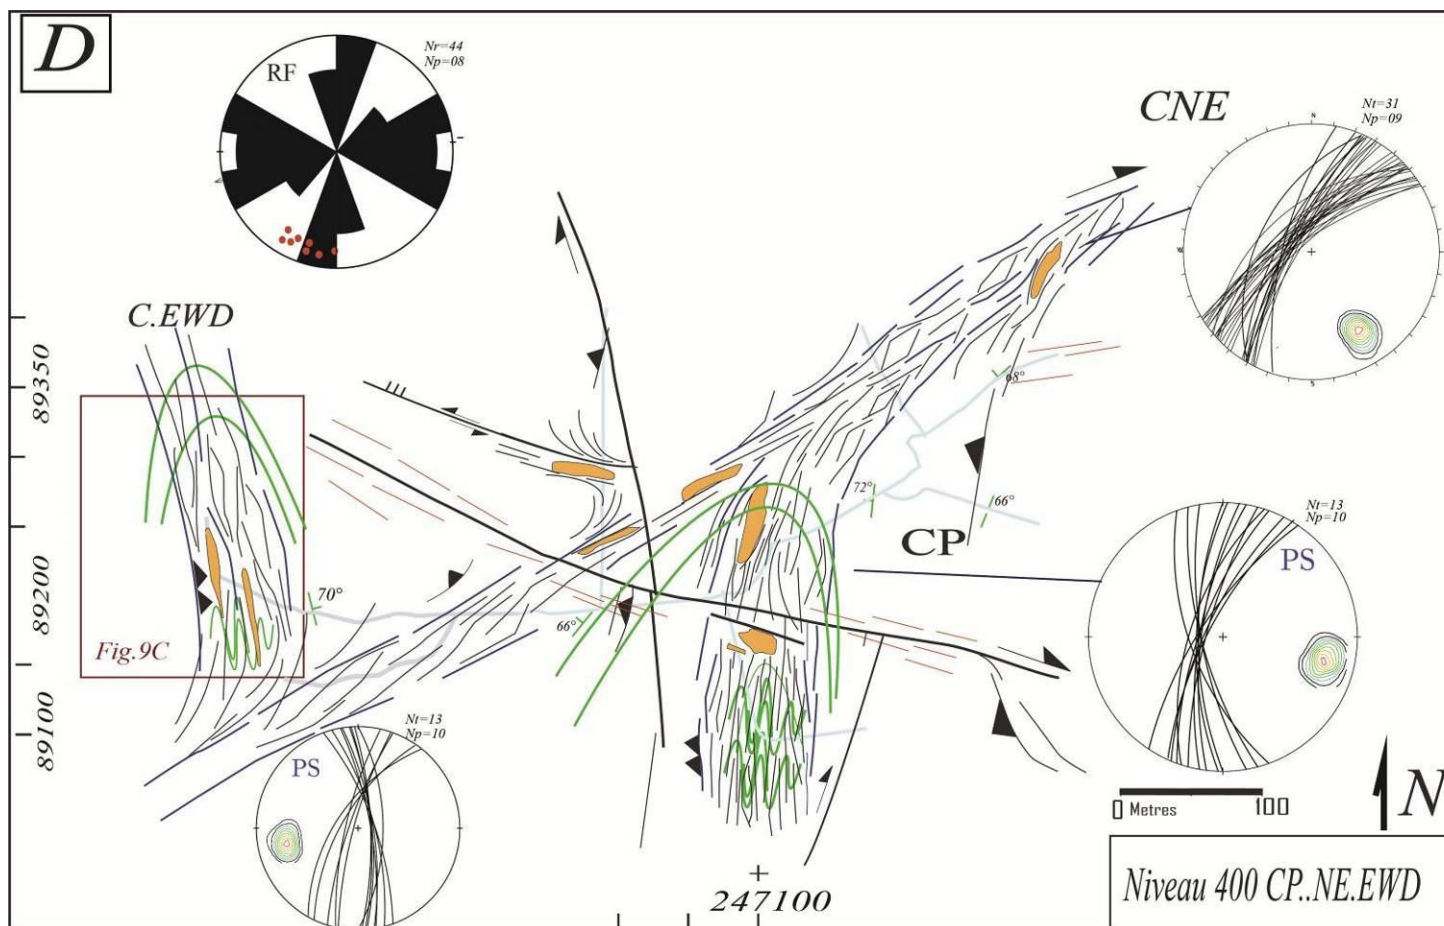 D
RF
Nr=44
Np=08
CNE
Nt=31
Np=09
N
S
C.EWD
89350
68°
72°
66°
Nt=13
Np=10
PS
CP
89200
70°
66°
Fig.9C
89100
Nt=13
Np=10
PS
0 Metres 100
N
247100
Niveau 400 CP..NE.EWD